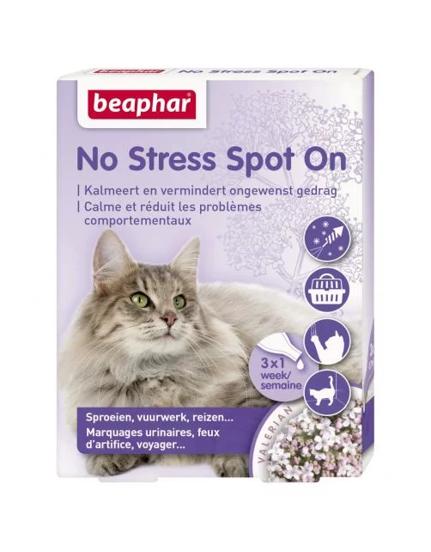 beaphar
No Stress Spot On
Kalmeert en vermindert ongewenst gedrag
Calme et réduit les problèmes
comportementaux
3x1
week/
semaine
Sproeien, vuurwerk, reizen...
Marquages urinaires, feux
d'artifice, voyager...
VALERIAN